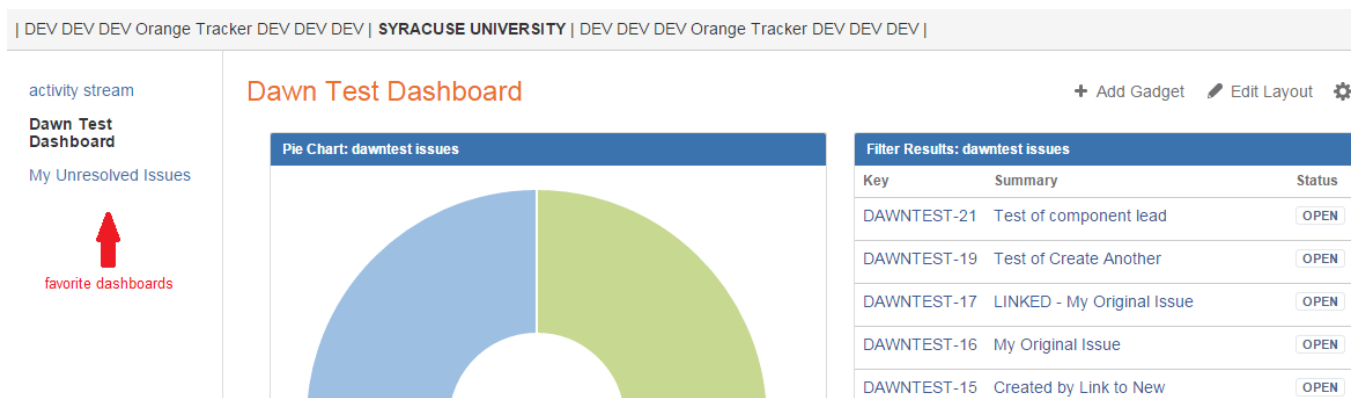 | DEV DEV DEV Orange Tracker DEV DEV DEV | SYRACUSE UNIVERSITY | DEV DEV DEV Orange Tracker DEV DEV DEV |
activity stream
Dawn Test
Dashboard
My Unresolved Issues
favorite dashboards
Dawn Test Dashboard
+ Add Gadget Edit Layout
Pie Chart: dawntest issues
Filter Results: dawntest issues
Key Summary Status
DAWNTEST-21 Test of component lead OPEN
DAWNTEST-19 Test of Create Another OPEN
DAWNTEST-17 LINKED - My Original Issue OPEN
DAWNTEST-16 My Original Issue OPEN
DAWNTEST-15 Created by Link to New OPEN